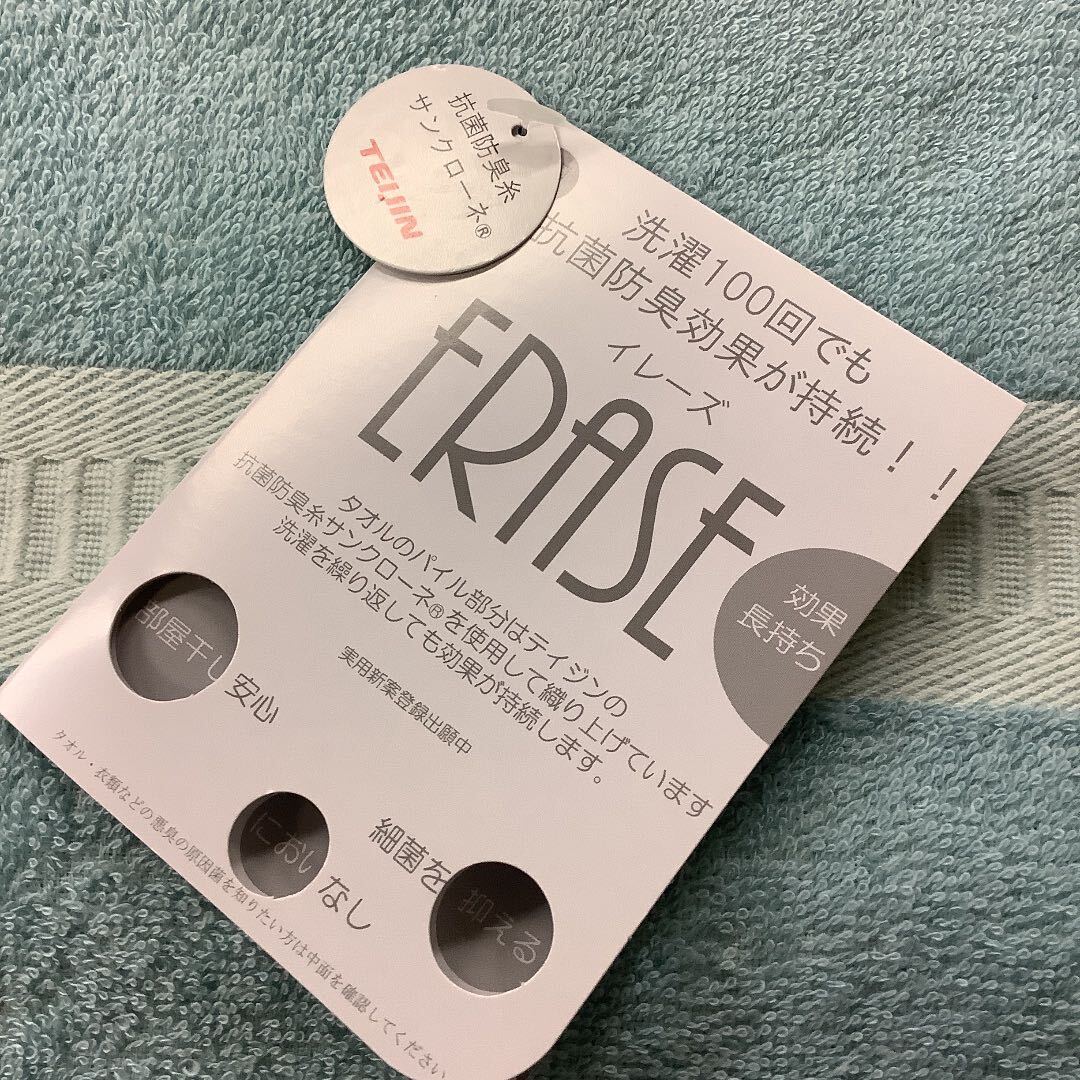 抗菌防臭糸
サンクローネ®
TEIJIN
洗濯100回でも
抗菌防臭効果が持続！！
イレーズ
ERASE
タオルのパイル部分はテイジンの
抗菌防臭糸サンクローネ®を使用して織り上げています
洗濯を繰り返しても効果が持続します。
実用新案登録出願中
効果
長持ち
部屋干し安心
においなし
細菌を抑える
タオル・衣類などの悪臭の原因菌を知りたい方は中面を確認してください